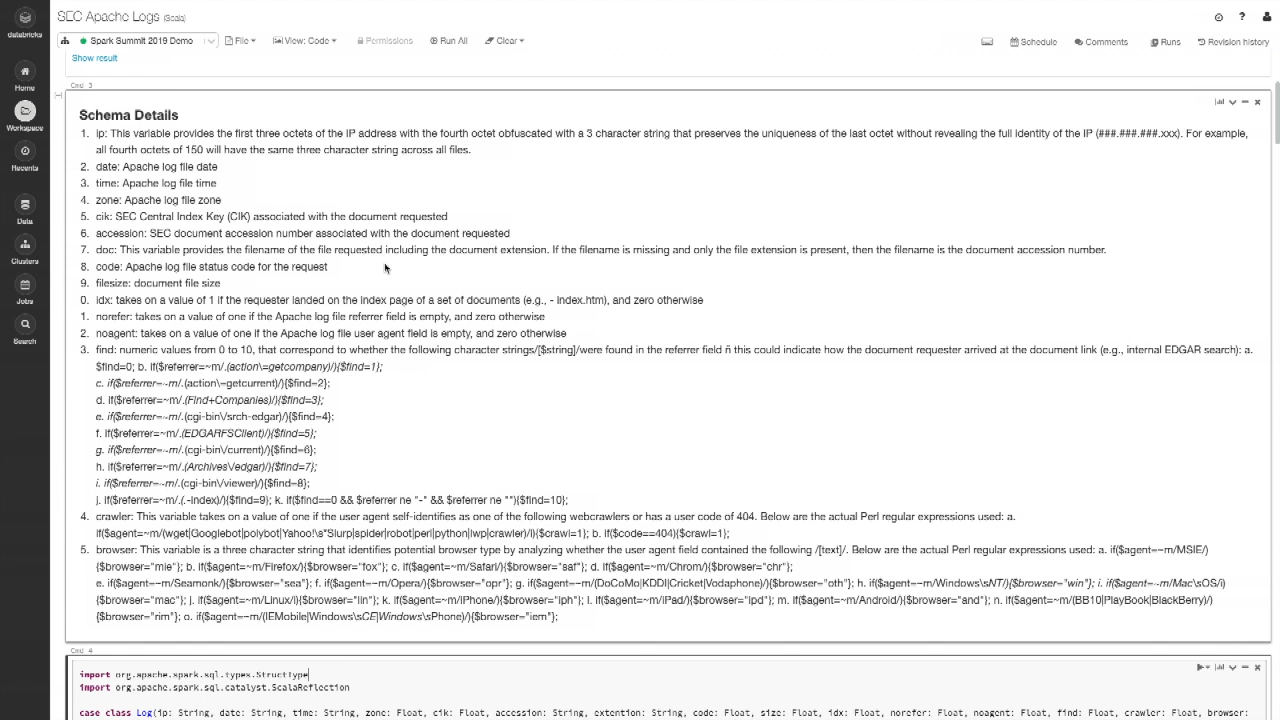 SEC Apache Logs (Scala)
databricks
Spark Summit 2019 Demo
File
View: Code
Permissions
Run All
Clear
Schedule
Comments
Runs
Revision history
Show result
Home
Workspace
Recents
Data
Clusters
Jobs
Search
Cmd 3
Schema Details
1. ip: This variable provides the first three octets of the IP address with the fourth octet obfuscated with a 3 character string that preserves the uniqueness of the last octet without revealing the full identity of the IP (###.###.###.xxx). For example,
all fourth octets of 150 will have the same three character string across all files.
2. date: Apache log file date
3. time: Apache log file time
4. zone: Apache log file zone
5. cik: SEC Central Index Key (CIK) associated with the document requested
6. accession: SEC document accession number associated with the document requested
7. doc: This variable provides the filename of the file requested including the document extension. If the filename is missing and only the file extension is present, then the filename is the document accession number.
8. code: Apache log file status code for the request
9. filesize: document file size
0. idx: takes on a value of 1 if the requester landed on the index page of a set of documents (e.g., - index.htm), and zero otherwise
1. norefer: takes on a value of one if the Apache log file referrer field is empty, and zero otherwise
2. noagent: takes on a value of one if the Apache log file user agent field is empty, and zero otherwise
3. find: numeric values from 0 to 10, that correspond to whether the following character strings/[$string]/were found in the referrer field ñ this could indicate how the document requester arrived at the document link (e.g., internal EDGAR search): a.
$find=0; b. if($referrer=~m/.(action\=getcompany)/){$find=1};
c. if($referrer=~m/.(action\=getcurrent)/){$find=2};
d. if($referrer=~m/.(Find+Companies)/){$find=3};
e. if($referrer=~m/.(cgi-bin\/srch-edgar)/){$find=4};
f. if($referrer=~m/.(EDGARFSClient)/){$find=5};
g. if($referrer=~m/.(cgi-bin\/current)/){$find=6};
h. if($referrer=~m/.(Archives\/edgar)/){$find=7};
i. if($referrer=~m/.(cgi-bin\/viewer)/){$find=8};
j. if($referrer=~m/.(.-index)/){$find=9}; k. if($find==0 && $referrer ne "-" && $referrer ne ""){$find=10};
4. crawler: This variable takes on a value of one if the user agent self-identifies as one of the following webcrawlers or has a user code of 404. Below are the actual Perl regular expressions used: a.
if($agent=~m/(wget|Googlebot|polybot|Yahoo!\s*Slurp|spider|robot|perl|python|lwp|crawler)/i){$crawl=1}; b. if($code==404){$crawl=1};
5. browser: This variable is a three character string that identifies potential browser type by analyzing whether the user agent field contained the following /[text]/. Below are the actual Perl regular expressions used: a. if($agent=~m/MSIE/)
{$browser="mie"}; b. if($agent=~m/Firefox/){$browser="fox"}; c. if($agent=~m/Safari/){$browser="saf"}; d. if($agent=~m/Chrom/){$browser="chr"};
e. if($agent=~m/Seamonk/){$browser="sea"}; f. if($agent=~m/Opera/){$browser="opr"}; g. if($agent=~m/(DoCoMo|KDDI|Cricket|Vodaphone)/){$browser="oth"}; h. if($agent=~m/Windows\sNT/){$browser="win"}; i. if($agent=~m/Mac\sOS/i)
{$browser="mac"}; j. if($agent=~m/Linux/i){$browser="lin"}; k. if($agent=~m/iPhone/){$browser="iph"}; l. if($agent=~m/iPad/){$browser="ipd"}; m. if($agent=~m/Android/){$browser="and"}; n. if($agent=~m/(BB10|PlayBook|BlackBerry)/)
{$browser="rim"}; o. if($agent=~m/(IEMobile|Windows\sCE|Windows\sPhone)/){$browser="iem"};
Cmd 4
import org.apache.spark.sql.types.StructType
import org.apache.spark.sql.catalyst.ScalaReflection
case class Log(ip: String, date: String, time: String, zone: Float, cik: Float, accession: String, extention: String, code: Float, size: Float, idx: Float, norefer: Float, noagent: Float, find: Float, crawler: Float, browser: